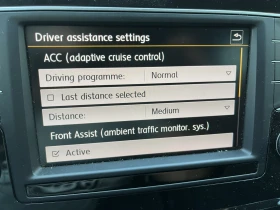 Driver assistance settings
ACC (adaptive cruise control)
Driving programme: Normal
Last distance selected
Distance: Medium
Front Assist (ambient traffic monitor. sys.)
Active